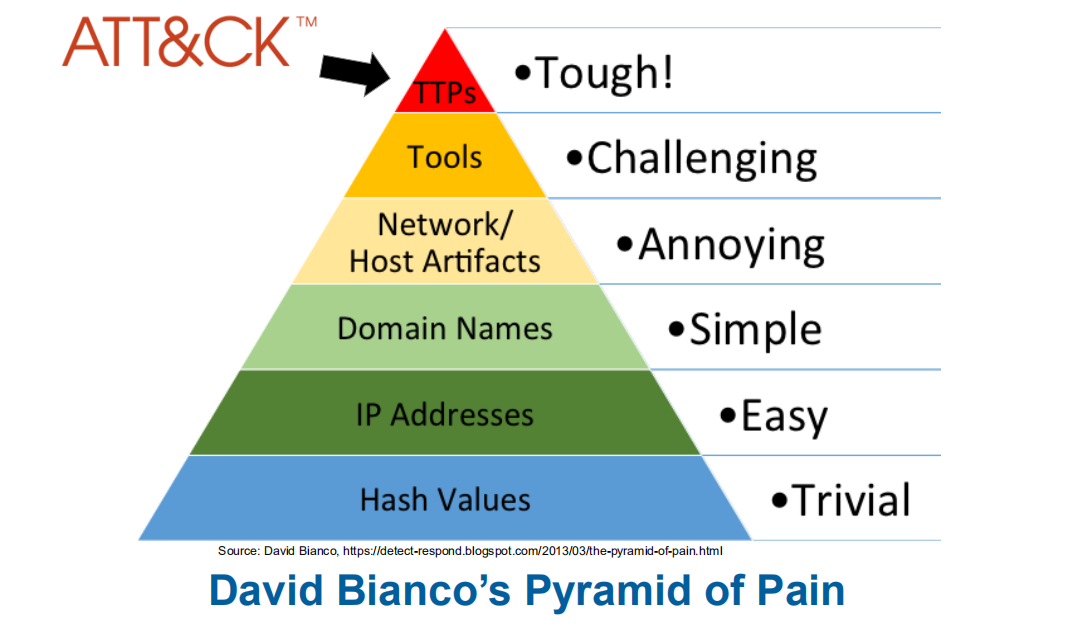 ATT&CK™
TTPs
•Tough!
Tools
•Challenging
Network/
Host Artifacts
•Annoying
Domain Names
•Simple
IP Addresses
•Easy
Hash Values
•Trivial
Source: David Bianco, https://detect-respond.blogspot.com/2013/03/the-pyramid-of-pain.html
David Bianco’s Pyramid of Pain